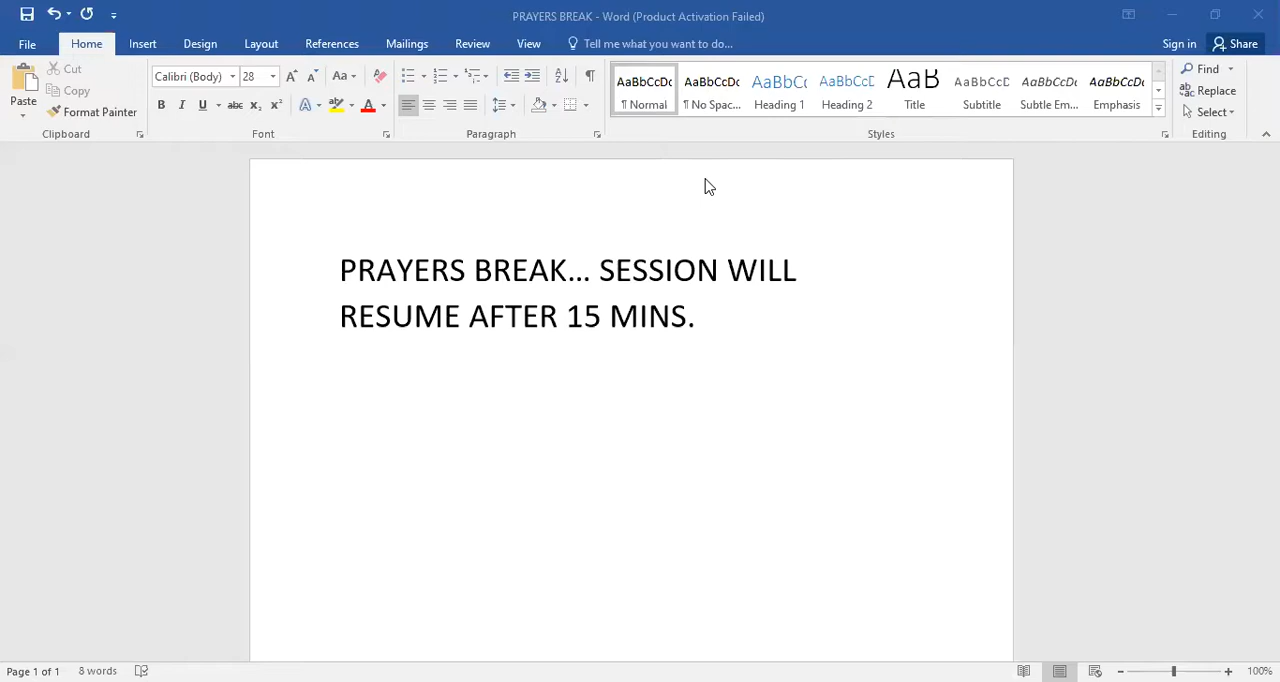 PRAYERS BREAK - Word (Product Activation Failed)
File Home Insert Design Layout References Mailings Review View Tell me what you want to do... Sign in Share
Paste Cut Copy Format Painter
Calibri (Body) 28
AaBbCcDc AaBbCcDc AaBbCc AaBbCcD AaB AaBbCcD AaBbCcDc AaBbCcDc
¶ Normal ¶ No Spac... Heading 1 Heading 2 Title Subtitle Subtle Em... Emphasis
Find Replace Select
Clipboard Font Paragraph Styles Editing
PRAYERS BREAK... SESSION WILL
RESUME AFTER 15 MINS.
Page 1 of 1 8 words 100%